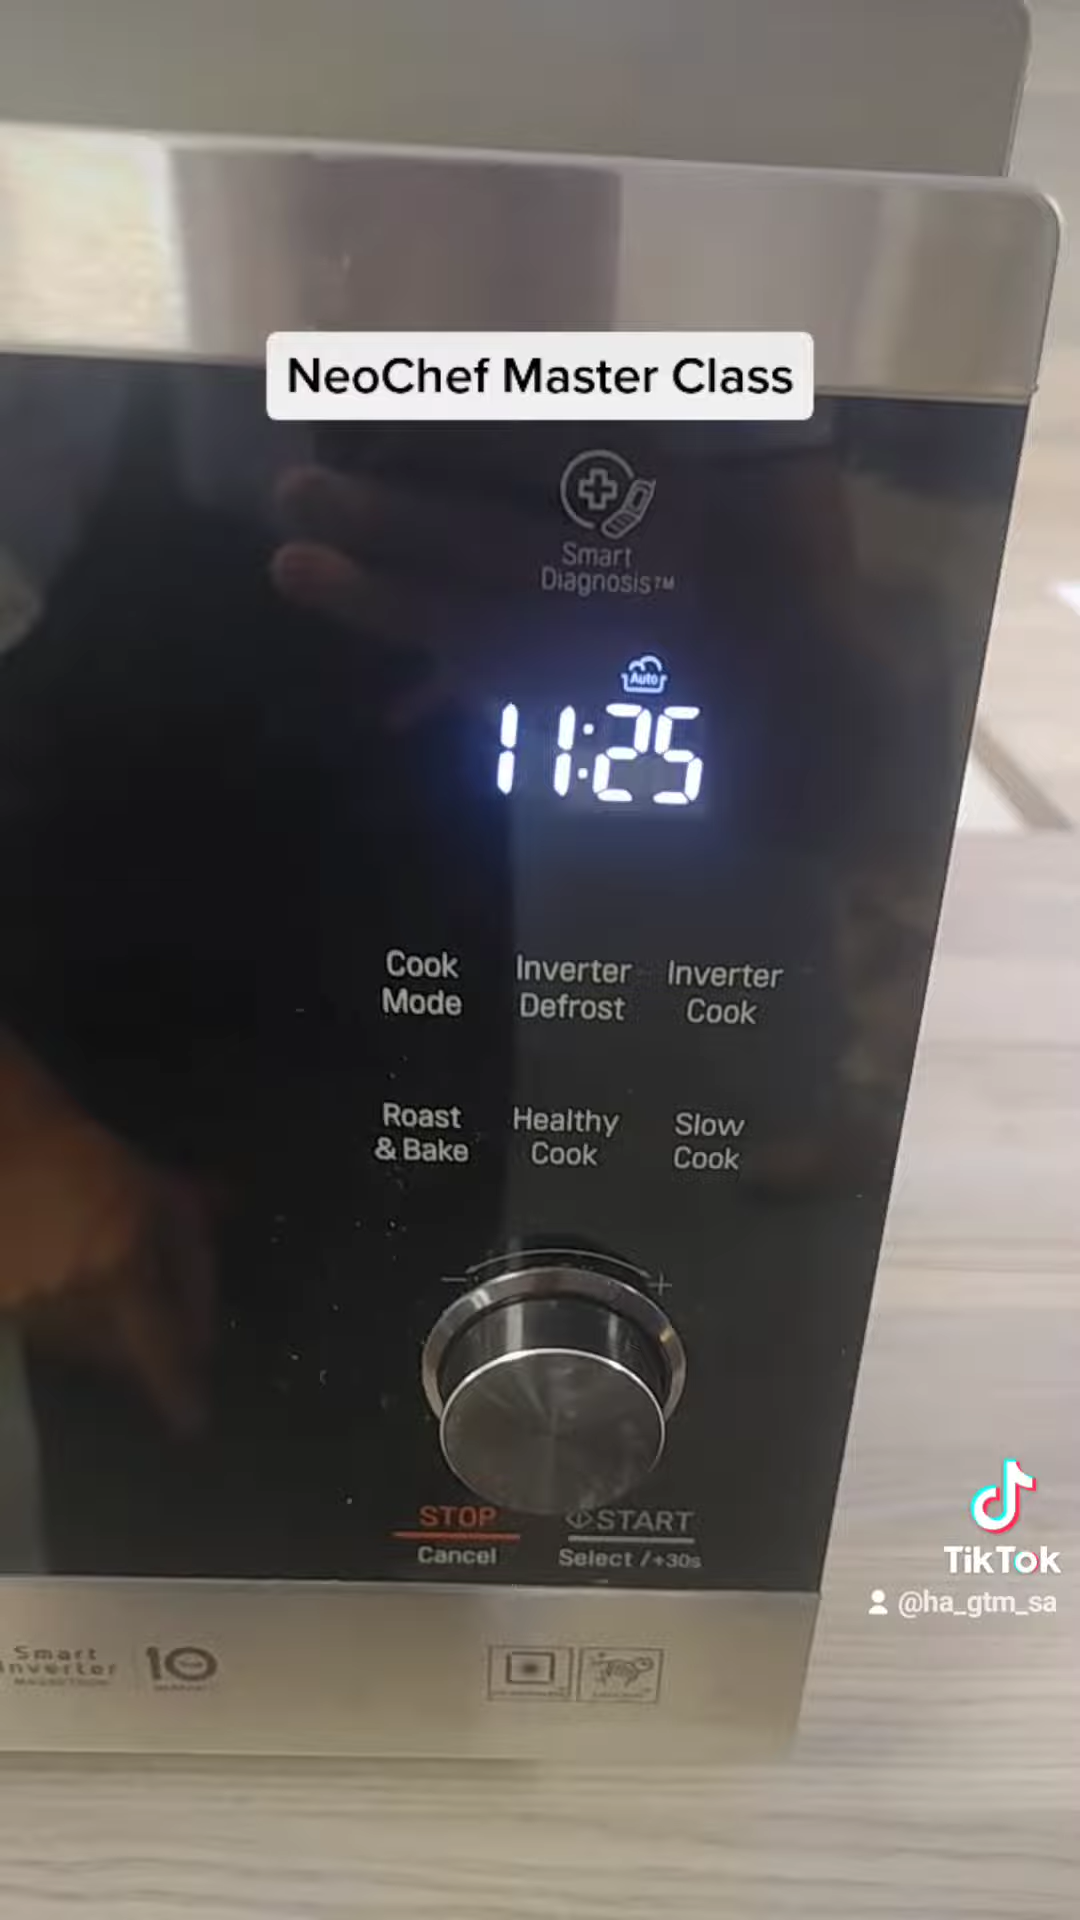 NeoChef Master Class
Smart
Diagnosis™
Auto
11:25
Cook Mode
Inverter Defrost
Inverter Cook
Roast & Bake
Healthy Cook
Slow Cook
− +
STOP
Cancel
START
Select /+30s
TikTok
@ha_gtm_sa
Smart
Inverter
10